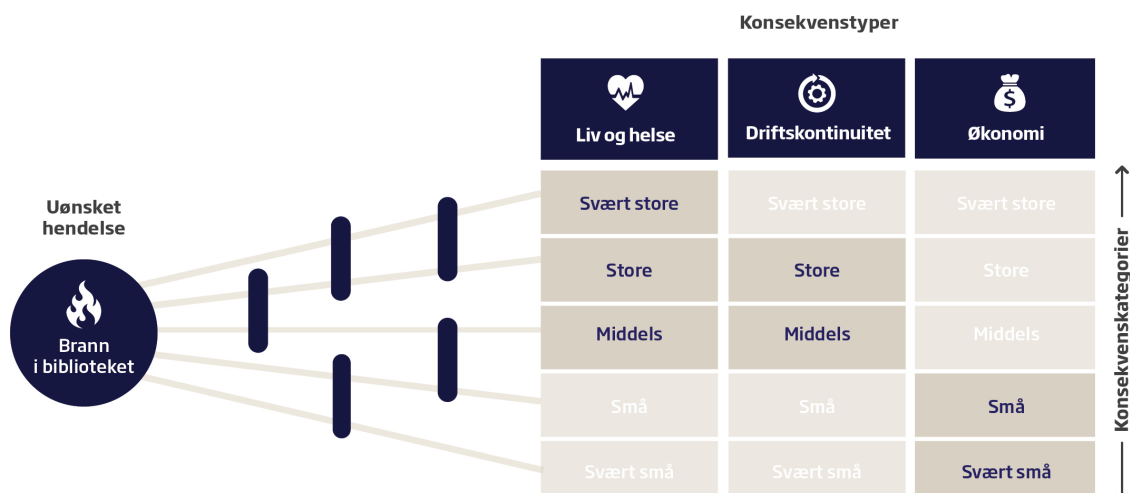 Konsekvenstyper
Liv og helse
Driftskontinuitet
Økonomi
Uønsket
hendelse
Brann
i biblioteket
Svært store
Svært store
Svært store
Store
Store
Store
Middels
Middels
Middels
Små
Små
Små
Svært små
Svært små
Svært små
Konsekvenskategorier